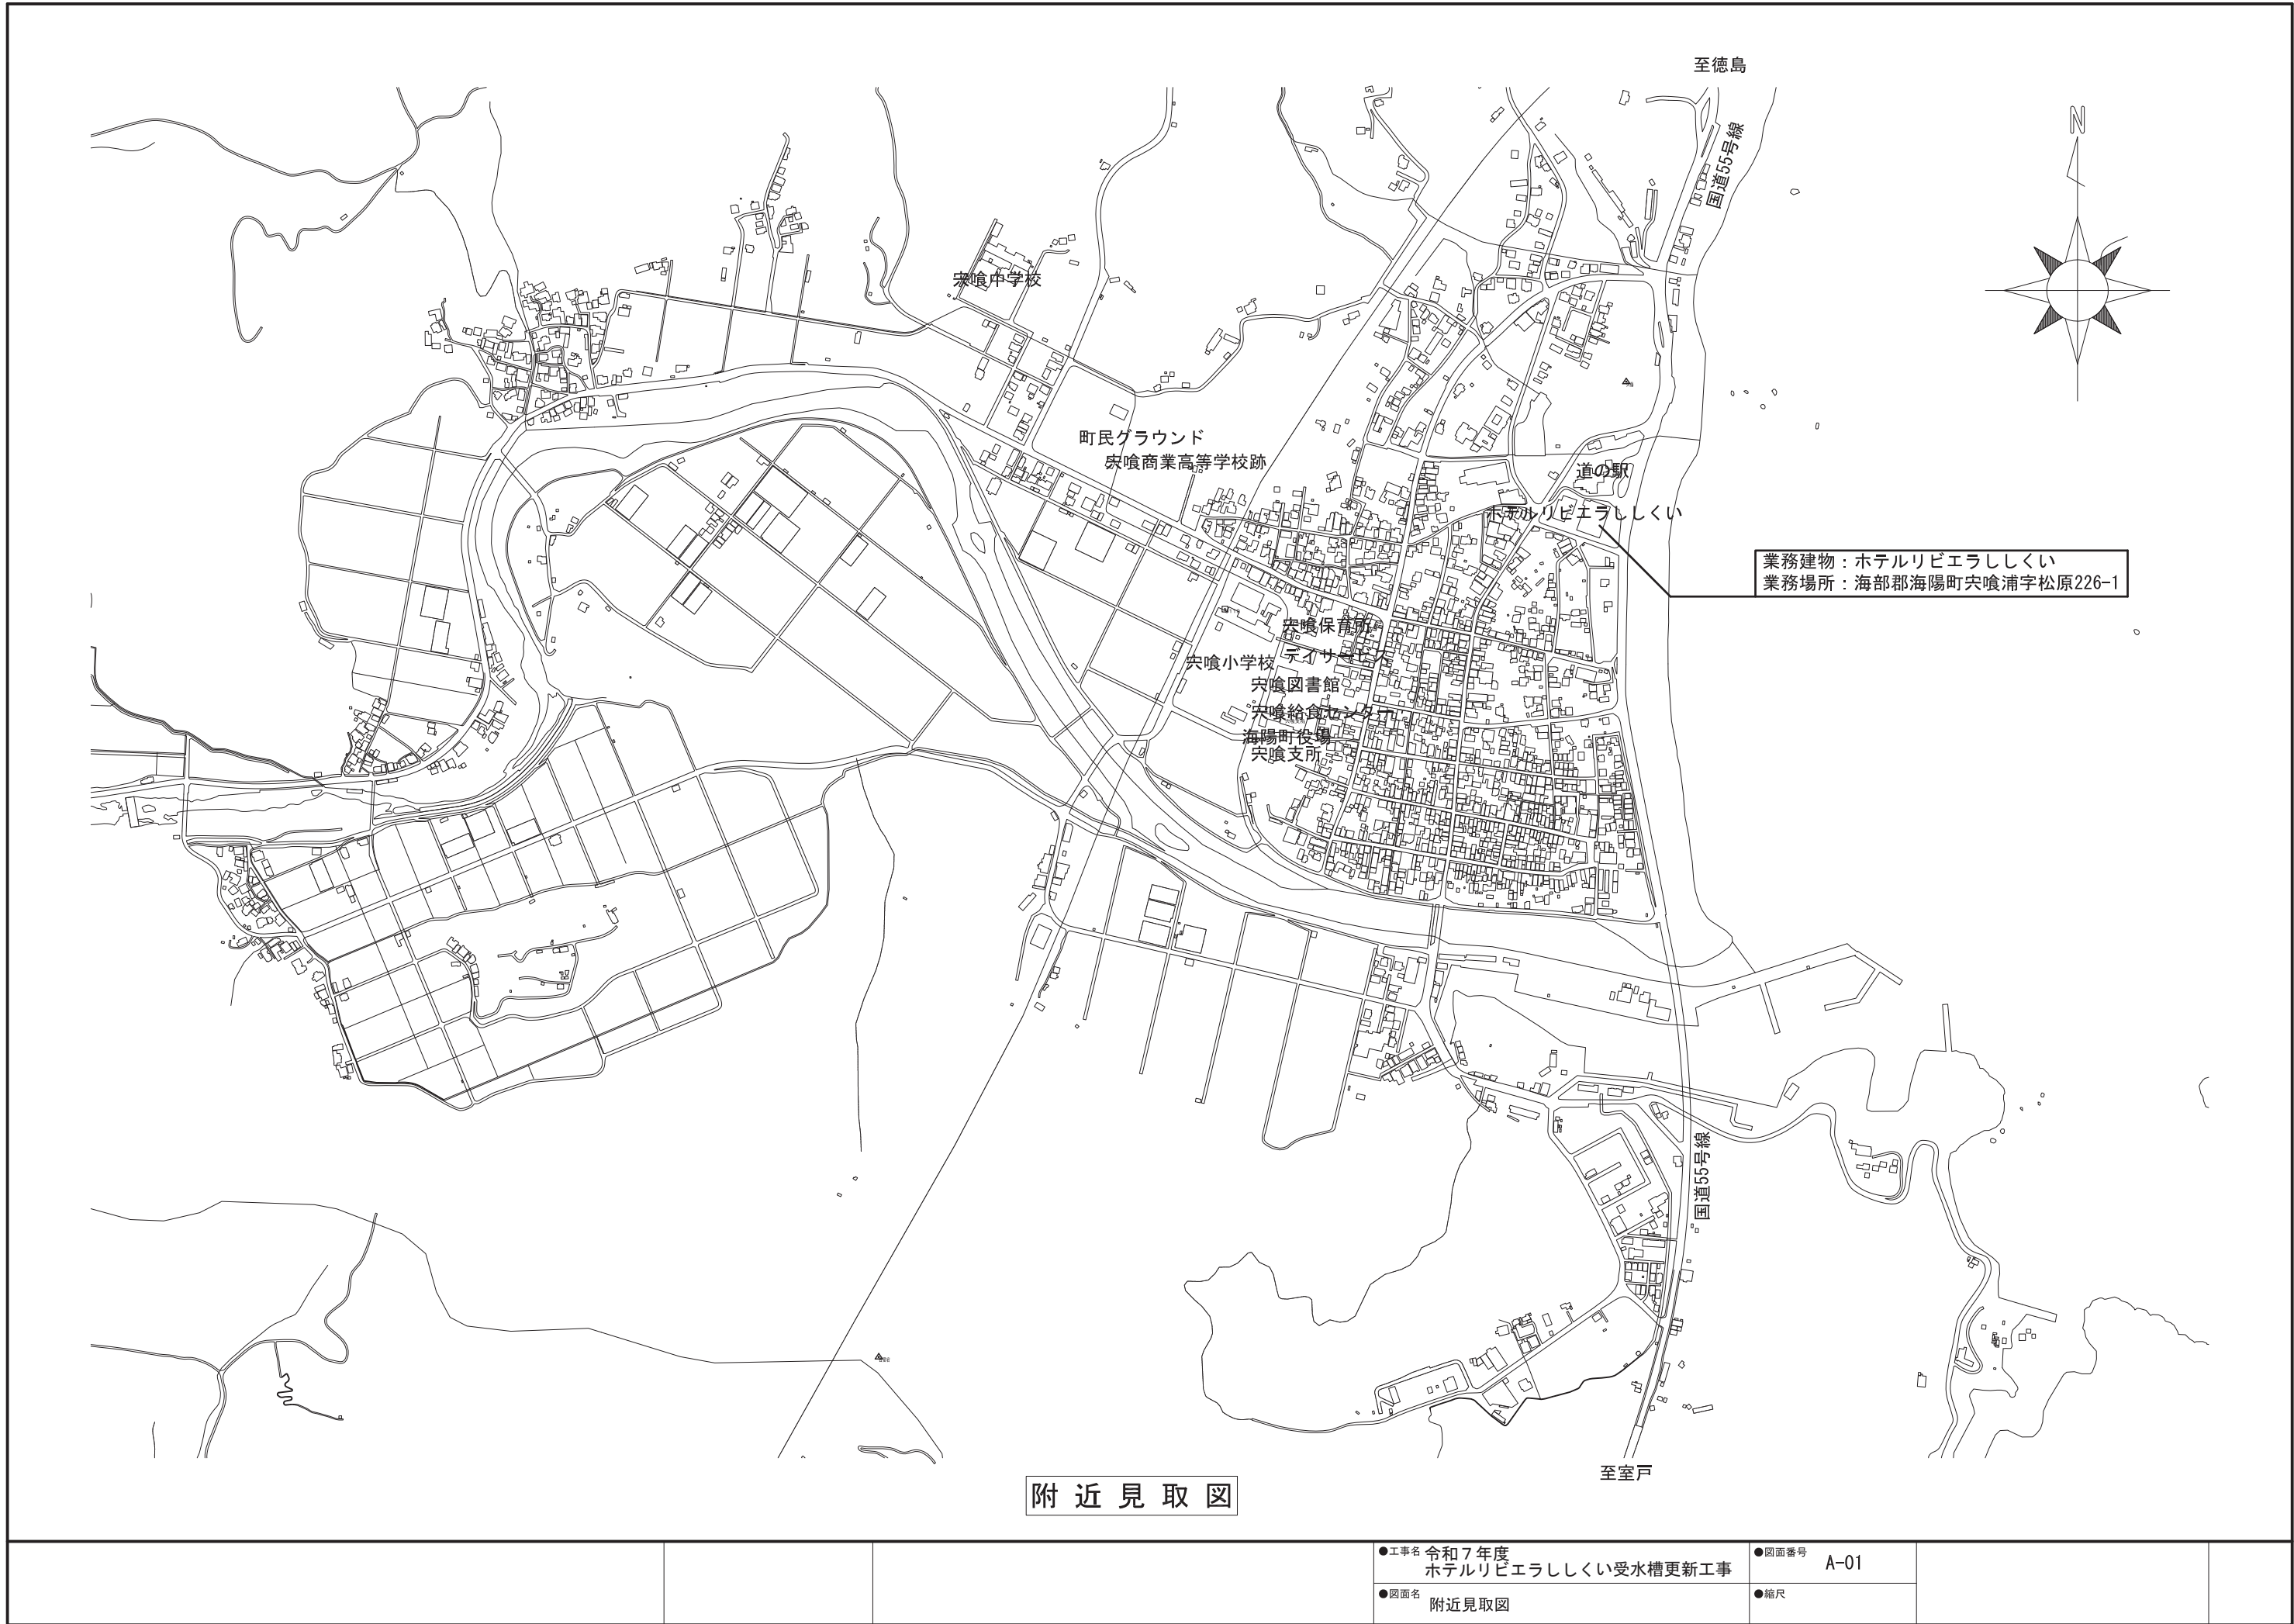 至徳島
N
国道55号線
宍喰中学校
町民グラウンド
宍喰商業高等学校跡
道の駅
ホテルリビエラししくい
業務建物：ホテルリビエラししくい
業務場所：海部郡海陽町宍喰浦字松原226-1
宍喰保育所
デイサービス
宍喰小学校
宍喰図書館
宍喰給食センター
海陽町役場
宍喰支所
国道55号線
至室戸
附近見取図
●工事名 令和７年度
ホテルリビエラししくい受水槽更新工事
●図面番号 A-01
●図面名 附近見取図
●縮尺